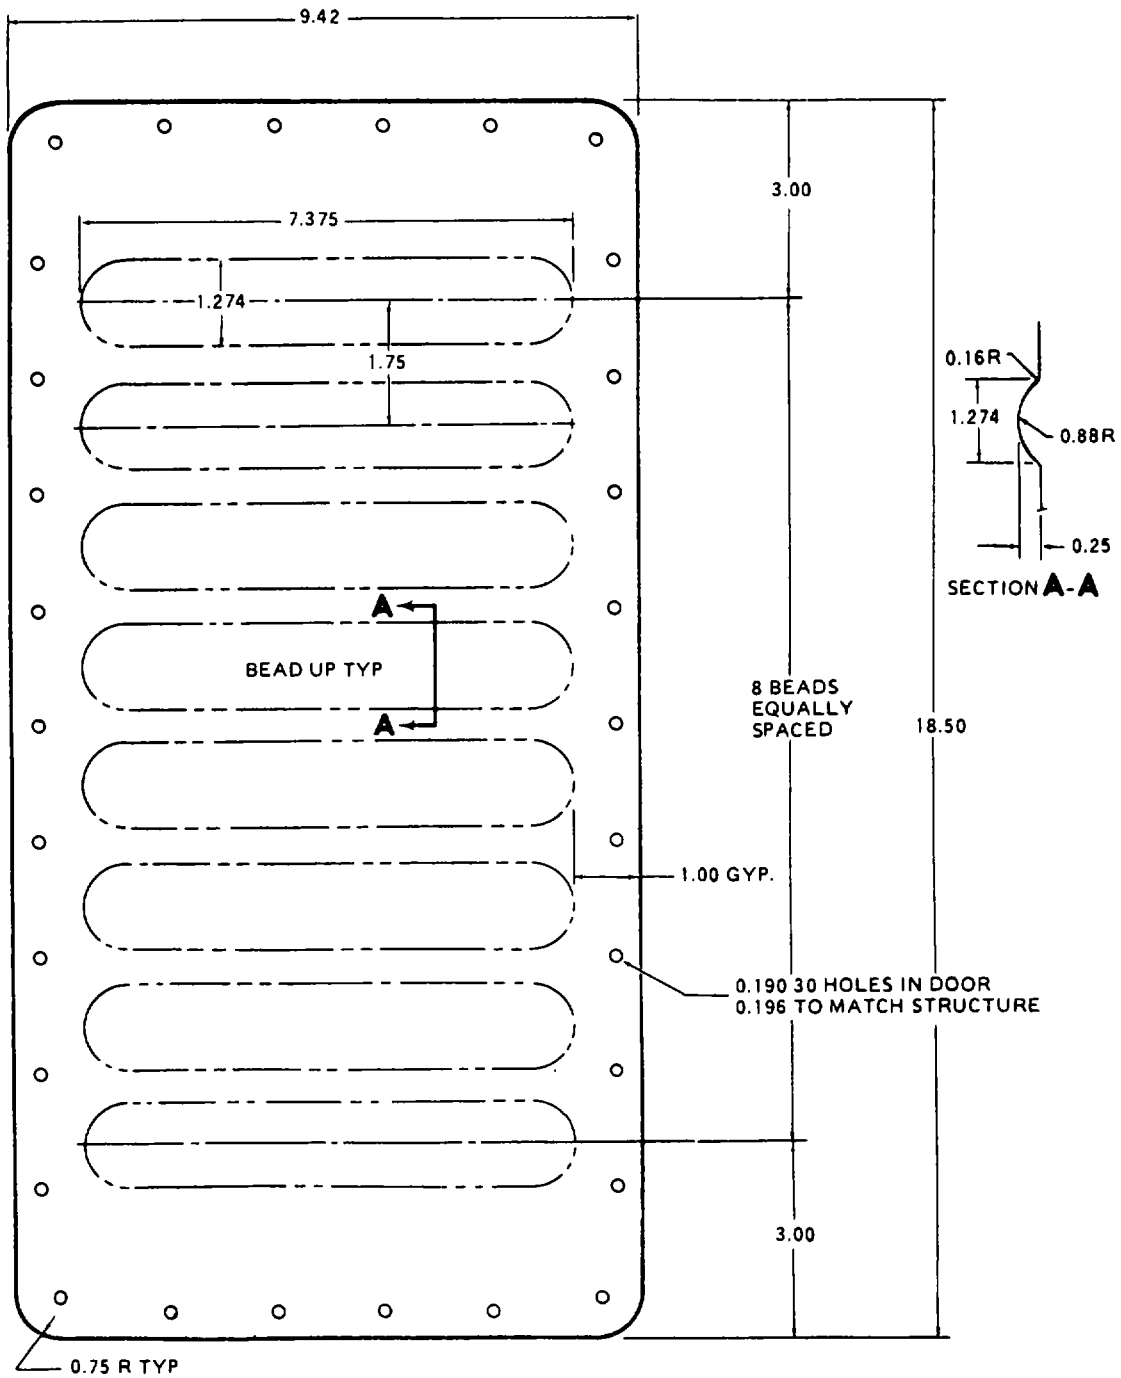 9.42
3.00
7.375
1.274
1.75
0.16R
1.274
0.88R
0.25
SECTION A-A
A
BEAD UP TYP
A
8 BEADS
EQUALLY
SPACED
18.50
1.00 GYP.
0.190 30 HOLES IN DOOR
0.196 TO MATCH STRUCTURE
3.00
0.75 R TYP